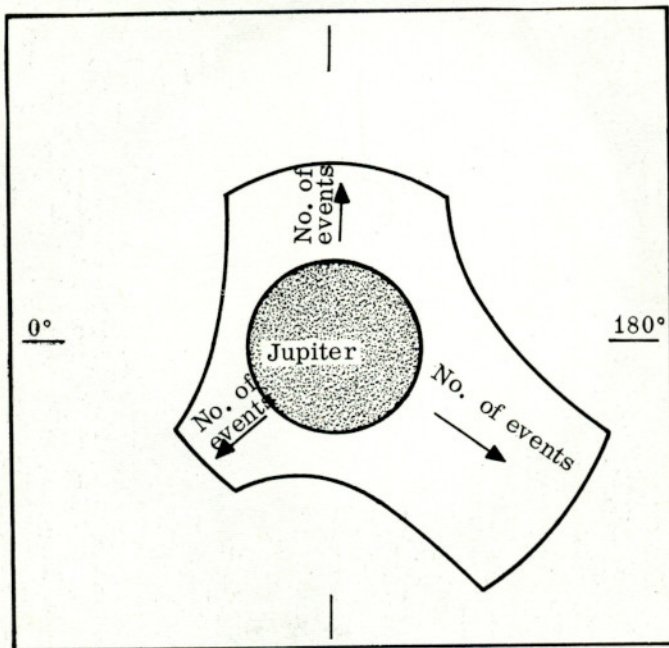 No. of
events
0°
180°
Jupiter
No. of
events
No. of events